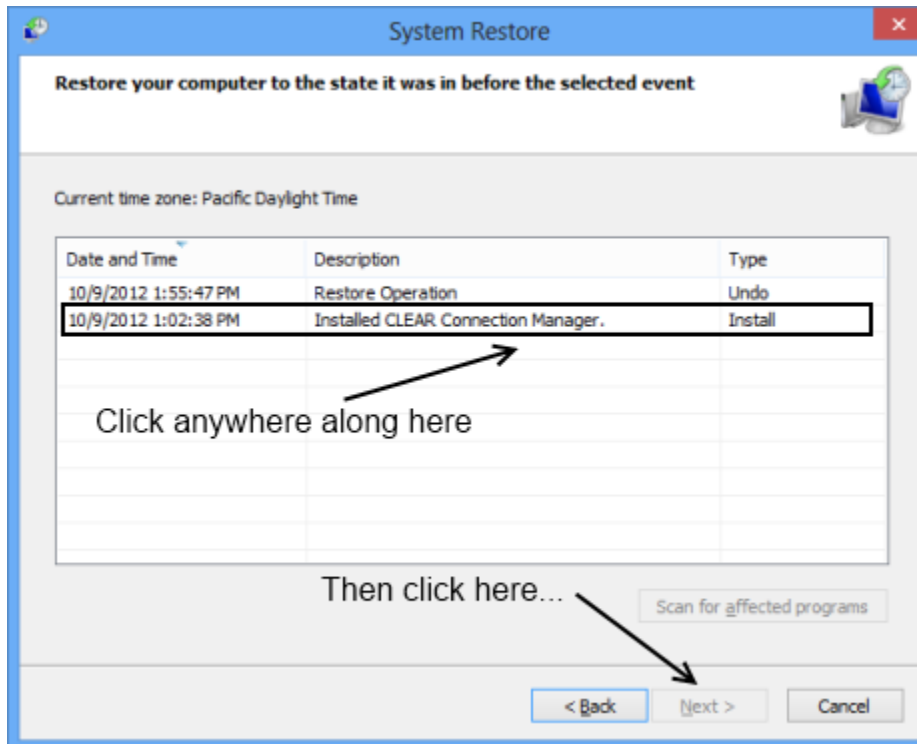 System Restore
Restore your computer to the state it was in before the selected event
Current time zone: Pacific Daylight Time
Date and Time Description Type
10/9/2012 1:55:47 PM Restore Operation Undo
10/9/2012 1:02:38 PM Installed CLEAR Connection Manager. Install
Click anywhere along here
Then click here...
Scan for affected programs
< Back Next > Cancel